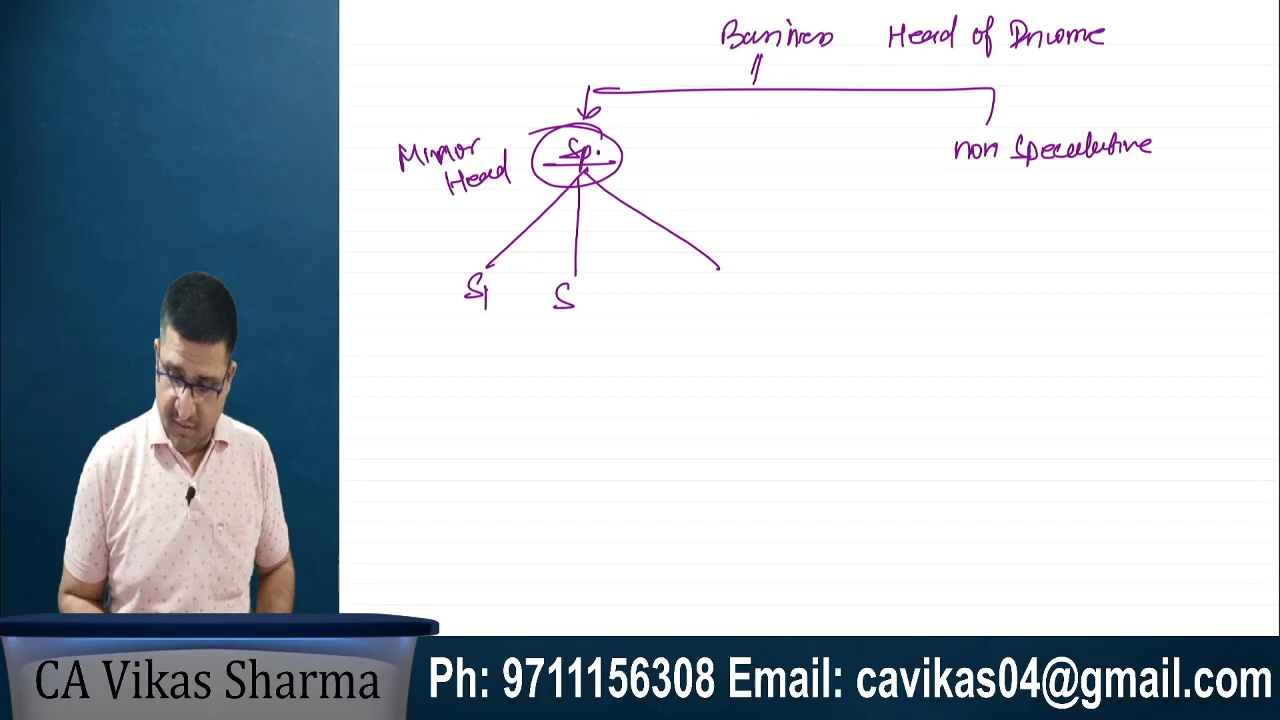 Business Head of Income
Minor
Head
Sp.
non Speculative
S1 S
CA Vikas Sharma
Ph: 9711156308 Email: cavikas04@gmail.com